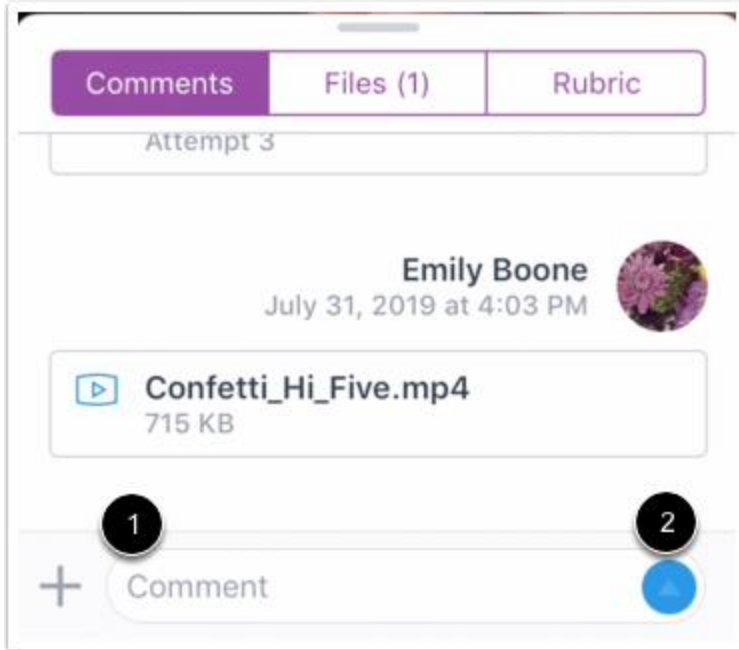 Comments Files (1) Rubric
Attempt 3
Emily Boone
July 31, 2019 at 4:03 PM
Confetti_Hi_Five.mp4
715 KB
1 2
Comment